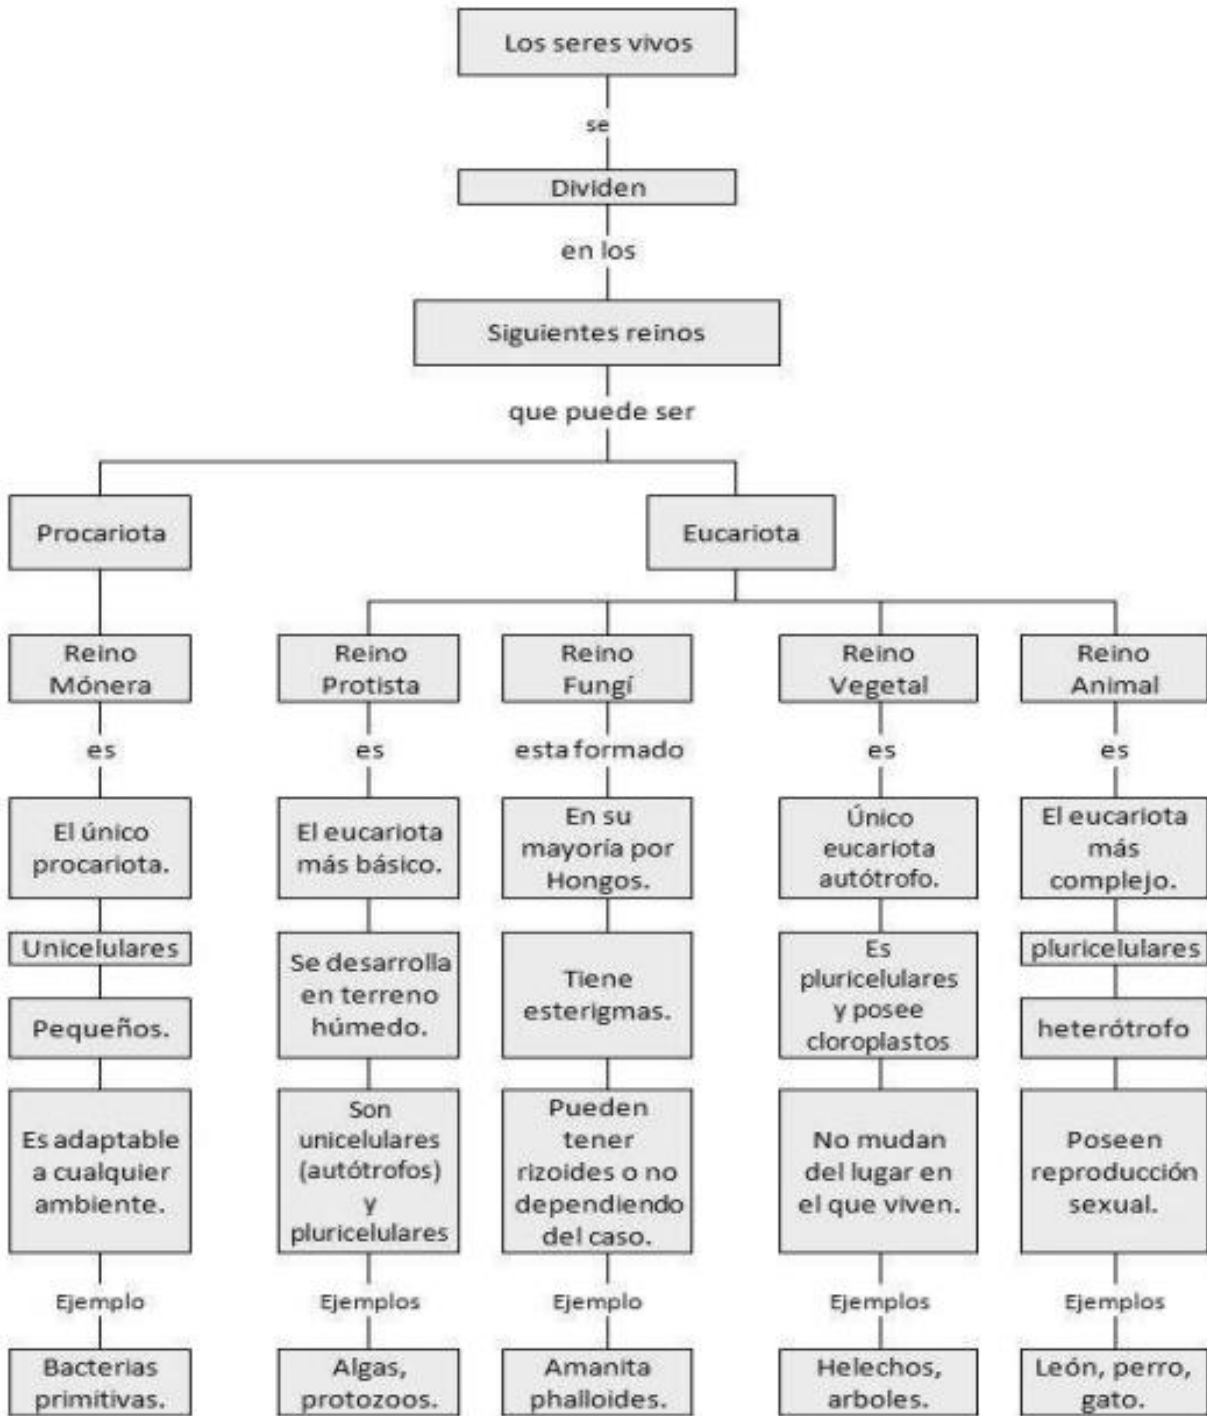 Los seres vivos
se
Dividen
en los
Siguientes reinos
que puede ser
Procariota
Eucariota
Reino
Mónera
es
El único
procariota.
Unicelulares
Pequeños.
Es adaptable
a cualquier
ambiente.
Ejemplo
Bacterias
primitivas.
Reino
Protista
es
El eucariota
más básico.
Se desarrolla
en terreno
húmedo.
Son
unicelulares
(autótrofos)
y
pluricelulares
Ejemplos
Algas,
protozoos.
Reino
Fungí
esta formado
En su
mayoría por
Hongos.
Tiene
esterigmas.
Pueden
tener
rizoides o no
dependiendo
del caso.
Ejemplo
Amanita
phalloides.
Reino
Vegetal
es
Único
eucariota
autótrofo.
Es
pluricelulares
y posee
cloroplastos
No mudan
del lugar en
el que viven.
Ejemplos
Helechos,
arboles.
Reino
Animal
es
El eucariota
más
complejo.
pluricelulares
heterótrofo
Poseen
reproducción
sexual.
Ejemplos
León, perro,
gato.